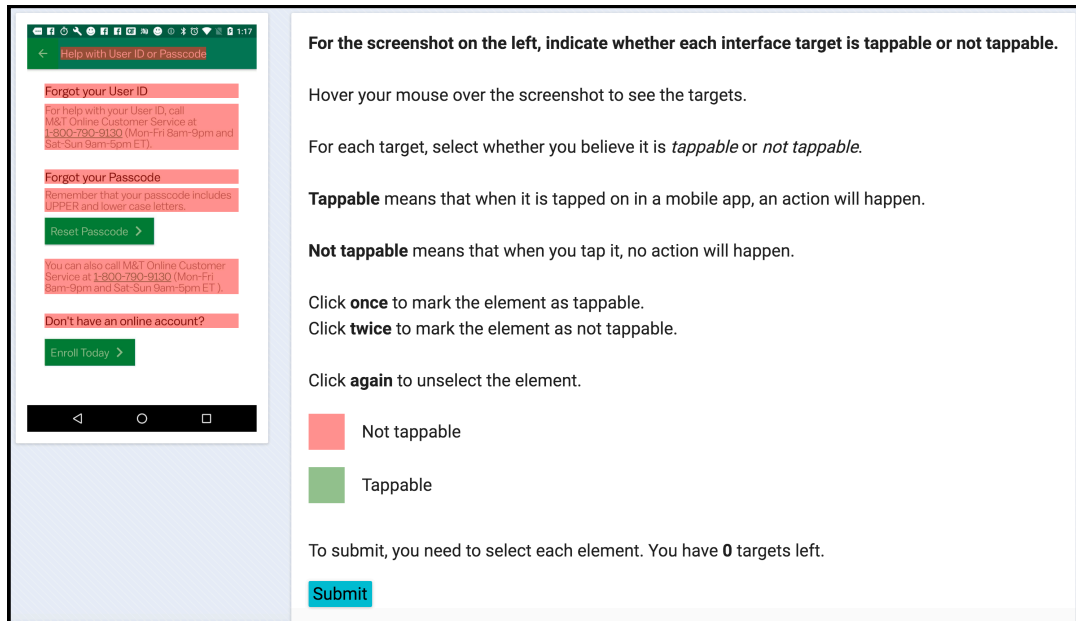 1:17
Help with User ID or Passcode
Forgot your User ID
For help with your User ID, call
M&T Online Customer Service at
1-800-790-9130 (Mon-Fri 8am-9pm and
Sat-Sun 9am-5pm ET).
Forgot your Passcode
Remember that your passcode includes
UPPER and lower case letters.
Reset Passcode
You can also call M&T Online Customer
Service at 1-800-790-9130 (Mon-Fri
8am-9pm and Sat-Sun 9am-5pm ET ).
Don't have an online account?
Enroll Today
For the screenshot on the left, indicate whether each interface target is tappable or not tappable.
Hover your mouse over the screenshot to see the targets.
For each target, select whether you believe it is tappable or not tappable.
Tappable means that when it is tapped on in a mobile app, an action will happen.
Not tappable means that when you tap it, no action will happen.
Click once to mark the element as tappable.
Click twice to mark the element as not tappable.
Click again to unselect the element.
Not tappable
Tappable
To submit, you need to select each element. You have 0 targets left.
Submit